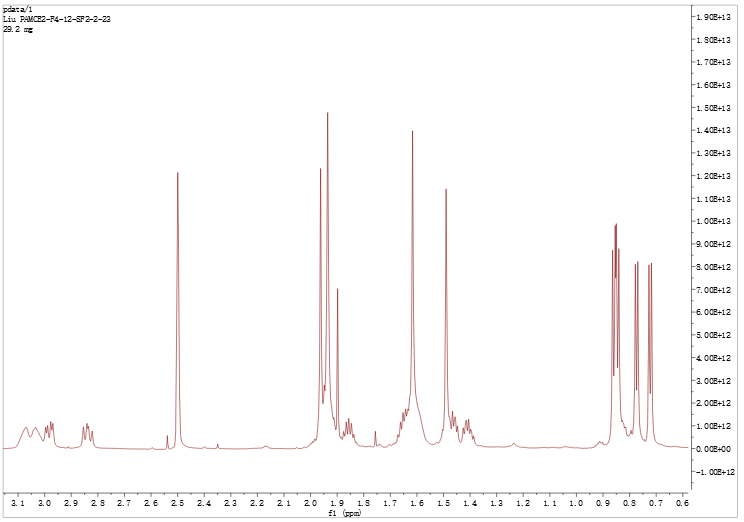 pdata/1
Liu PAMCE2-F4-12-SF2-2-23
29.2 mg
1.90E+13
1.80E+13
1.70E+13
1.60E+13
1.50E+13
1.40E+13
1.30E+13
1.20E+13
1.10E+13
1.00E+13
9.00E+12
8.00E+12
7.00E+12
6.00E+12
5.00E+12
4.00E+12
3.00E+12
2.00E+12
1.00E+12
0.00E+00
-1.00E+12
3.1 3.0 2.9 2.8 2.7 2.6 2.5 2.4 2.3 2.2 2.1 2.0 1.9 1.8 1.7 1.6 1.5 1.4 1.3 1.2 1.1 1.0 0.9 0.8 0.7 0.6
f1 (ppm)